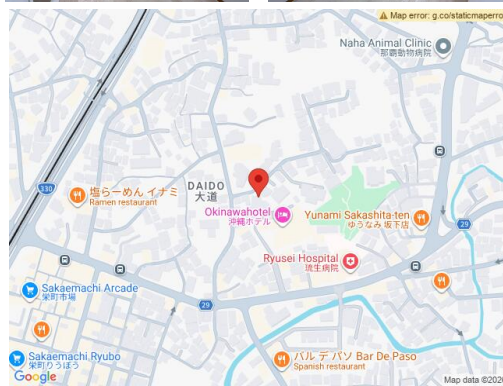 Map error: g.co/staticmaperro
Naha Animal Clinic
那覇動物病院
330
塩らーめん イナミ
Ramen restaurant
DAIDO
大道
Okinawahotel
沖縄ホテル
Yunami Sakashita-ten
ゆうなみ 坂下店
29
Ryusei Hospital
琉生病院
Sakaemachi Arcade
栄町市場
29
Sakaemachi Ryubo
栄町りうぼう
バル デ パソ Bar De Paso
Spanish restaurant
Google
Map data ©2026